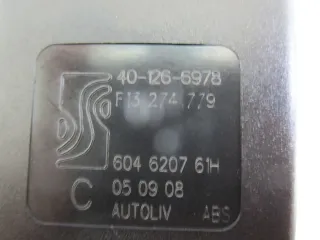 40-126-6978
F13 274 779
604 6207 61H
C 05 09 08
AUTOLIV ABS